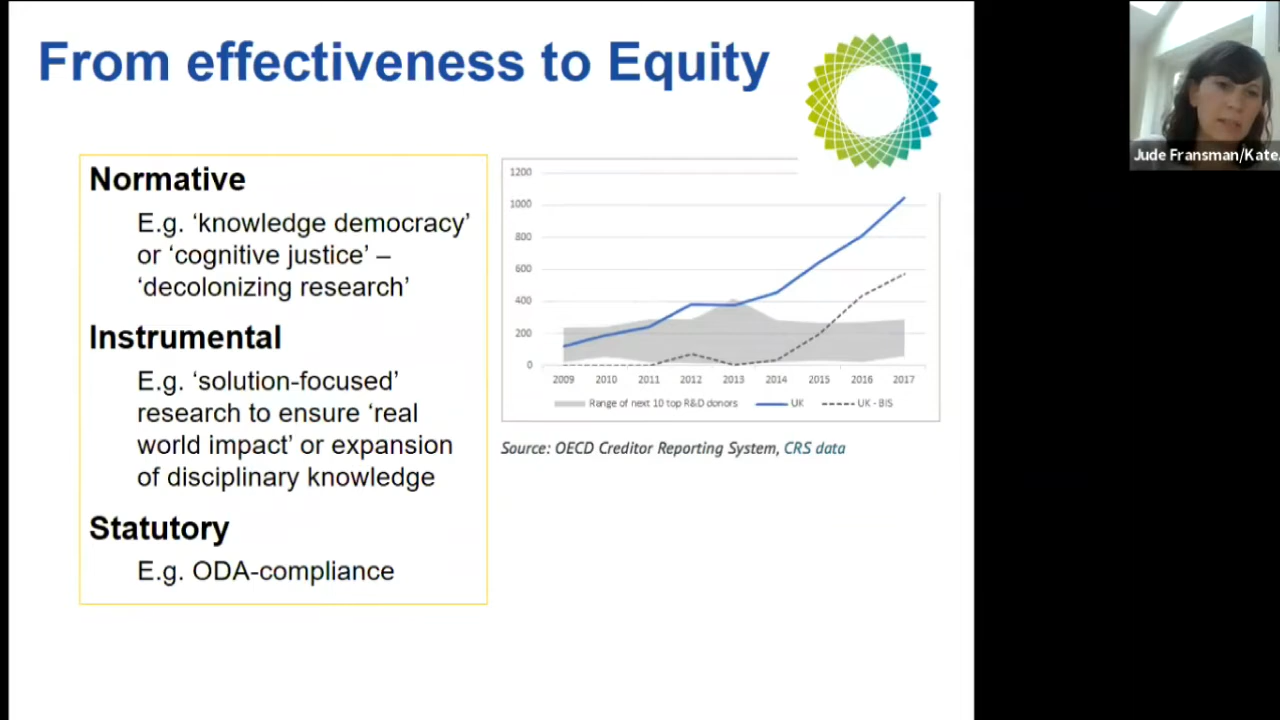 From effectiveness to Equity
Normative
E.g. ‘knowledge democracy’
or ‘cognitive justice’ –
‘decolonizing research’
Instrumental
E.g. ‘solution-focused’
research to ensure ‘real
world impact’ or expansion
of disciplinary knowledge
Statutory
E.g. ODA-compliance
1200
1000
800
600
400
200
0
2009 2010 2011 2012 2013 2014 2015 2016 2017
Range of next 10 top R&D donors UK UK - BIS
Source: OECD Creditor Reporting System, CRS data
Jude Fransman/Kate